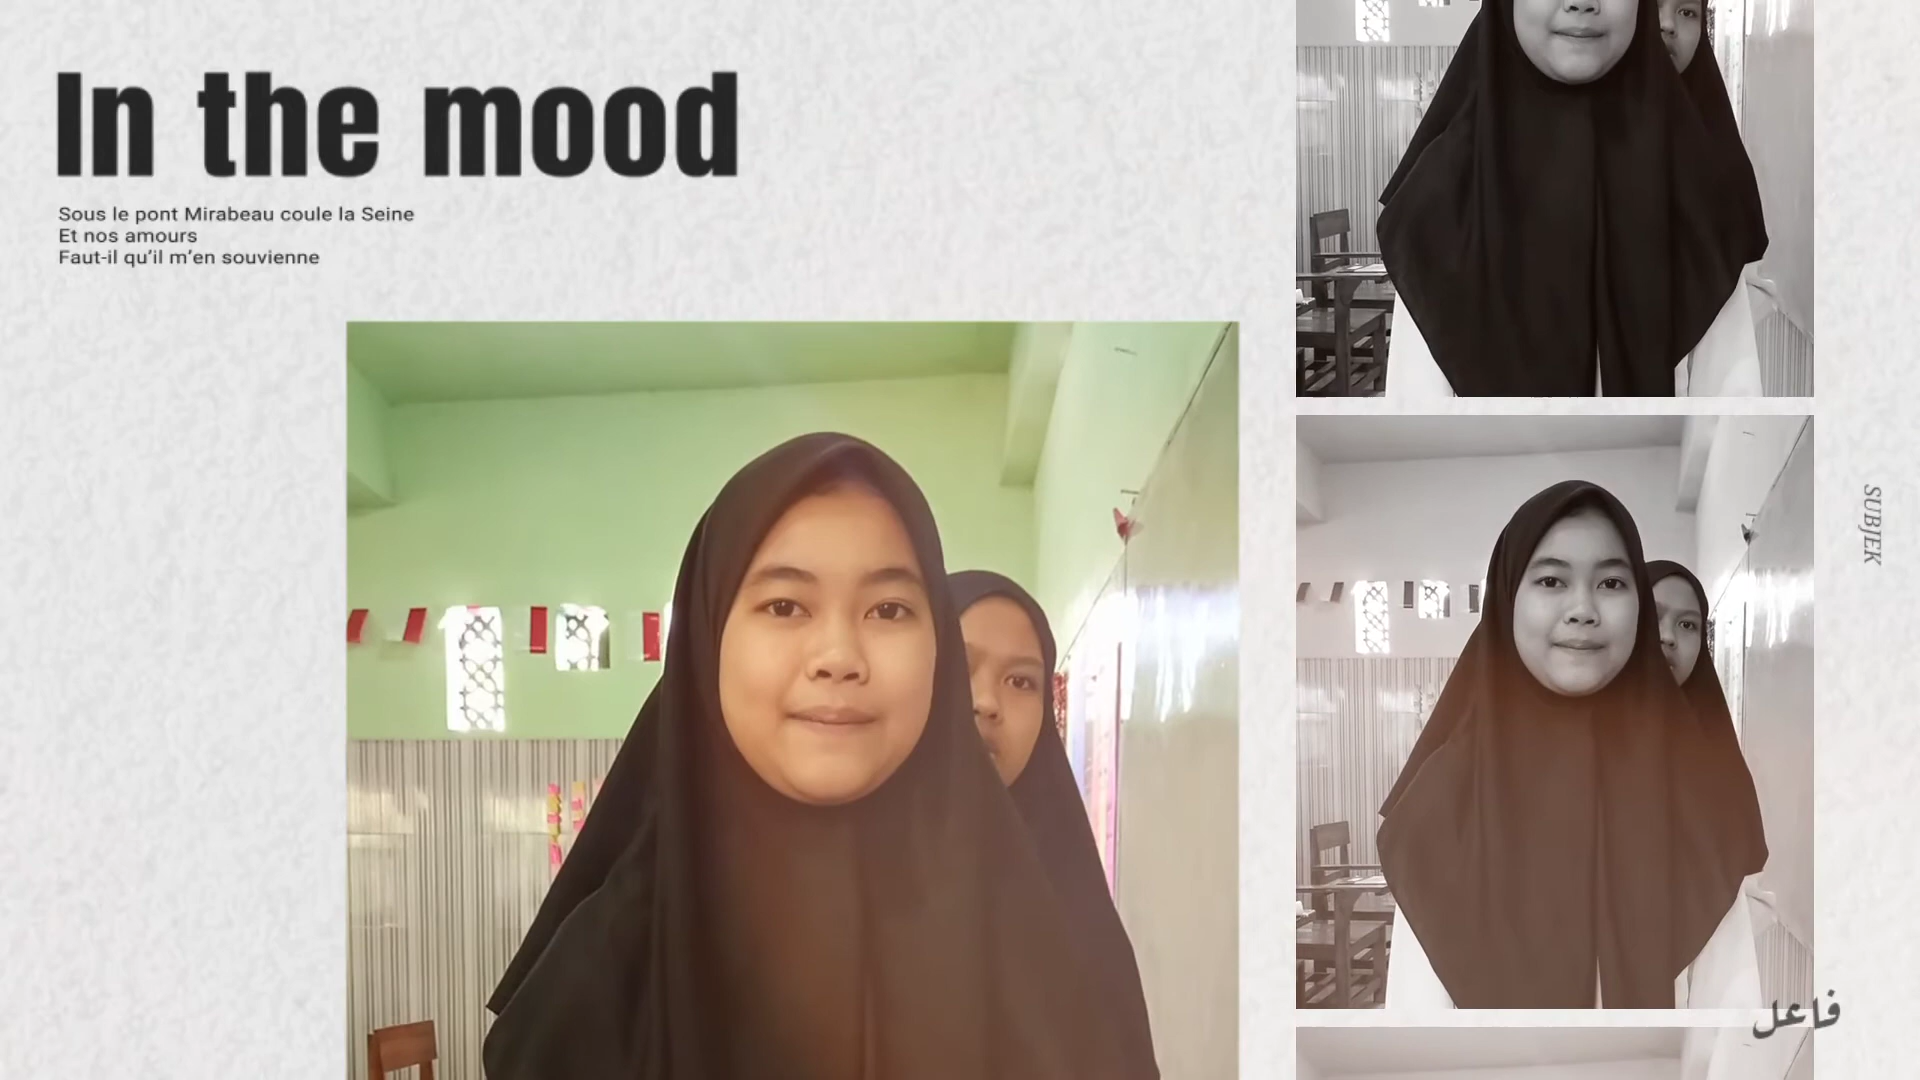 In the mood
Sous le pont Mirabeau coule la Seine
Et nos amours
Faut-il qu’il m’en souvienne
SUBJEK
فاعل